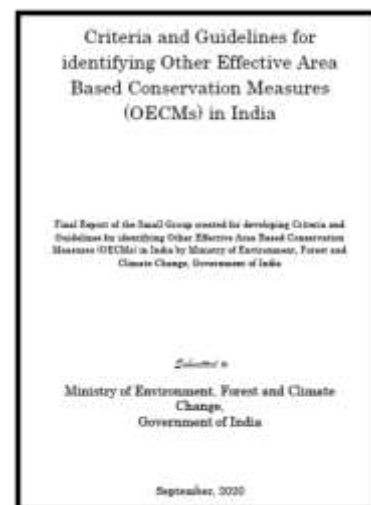 Criteria and Guidelines for
identifying Other Effective Area
Based Conservation Measures
(OECMs) in India
Final Report of the Small Group created for developing Criteria and
Guidelines for identifying Other Effective Area Based Conservation
Measures (OECMs) in India by Ministry of Environment, Forest and
Climate Change, Government of India
Submitted to
Ministry of Environment, Forest and Climate
Change,
Government of India
September, 2020